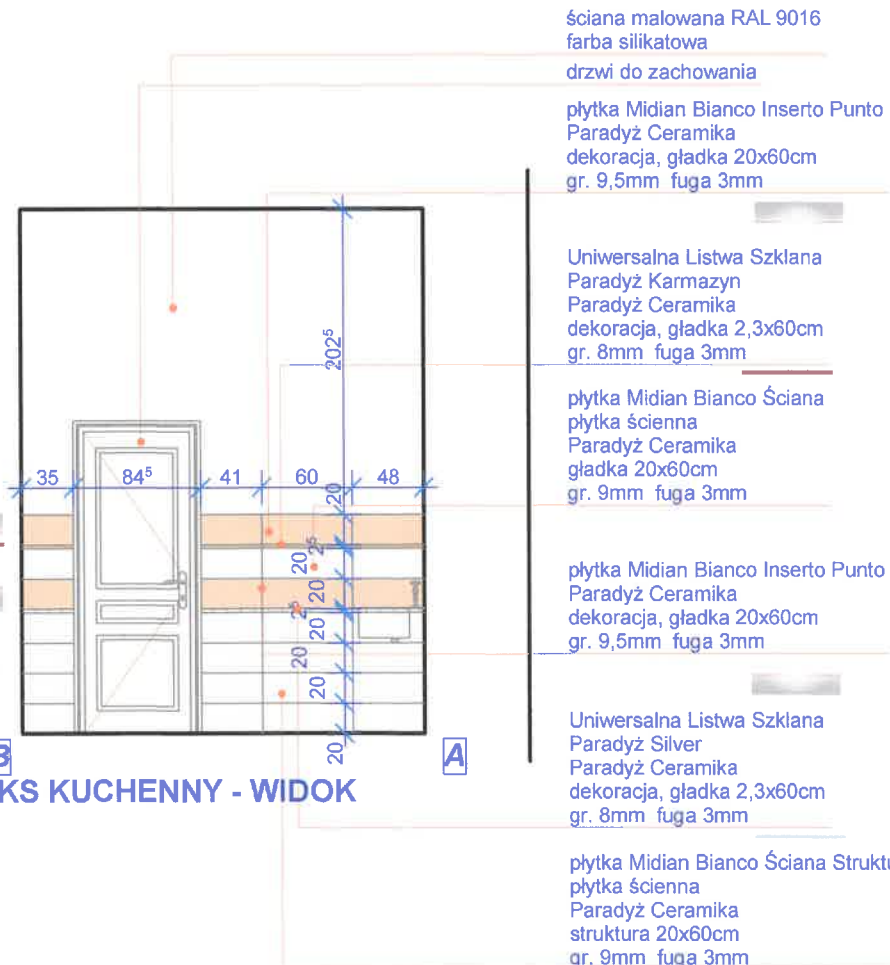 ściana malowana RAL 9016
farba silikatowa
drzwi do zachowania
płytka Midian Bianco Inserto Punto
Paradyż Ceramika
dekoracja, gładka 20x60cm
gr. 9,5mm fuga 3mm
Uniwersalna Listwa Szklana
Paradyż Karmazyn
Paradyż Ceramika
dekoracja, gładka 2,3x60cm
gr. 8mm fuga 3mm
płytka Midian Bianco Ściana
płytka ścienna
Paradyż Ceramika
gładka 20x60cm
gr. 9mm fuga 3mm
płytka Midian Bianco Inserto Punto
Paradyż Ceramika
dekoracja, gładka 20x60cm
gr. 9,5mm fuga 3mm
Uniwersalna Listwa Szklana
Paradyż Silver
Paradyż Ceramika
dekoracja, gładka 2,3x60cm
gr. 8mm fuga 3mm
płytka Midian Bianco Ściana Struktu
płytka ścienna
Paradyż Ceramika
struktura 20x60cm
gr. 9mm fuga 3mm
202⁵
35 84⁵ 41 60 48
20
2⁵
20
20
2⁵
20
20
20
20
B A
KS KUCHENNY - WIDOK